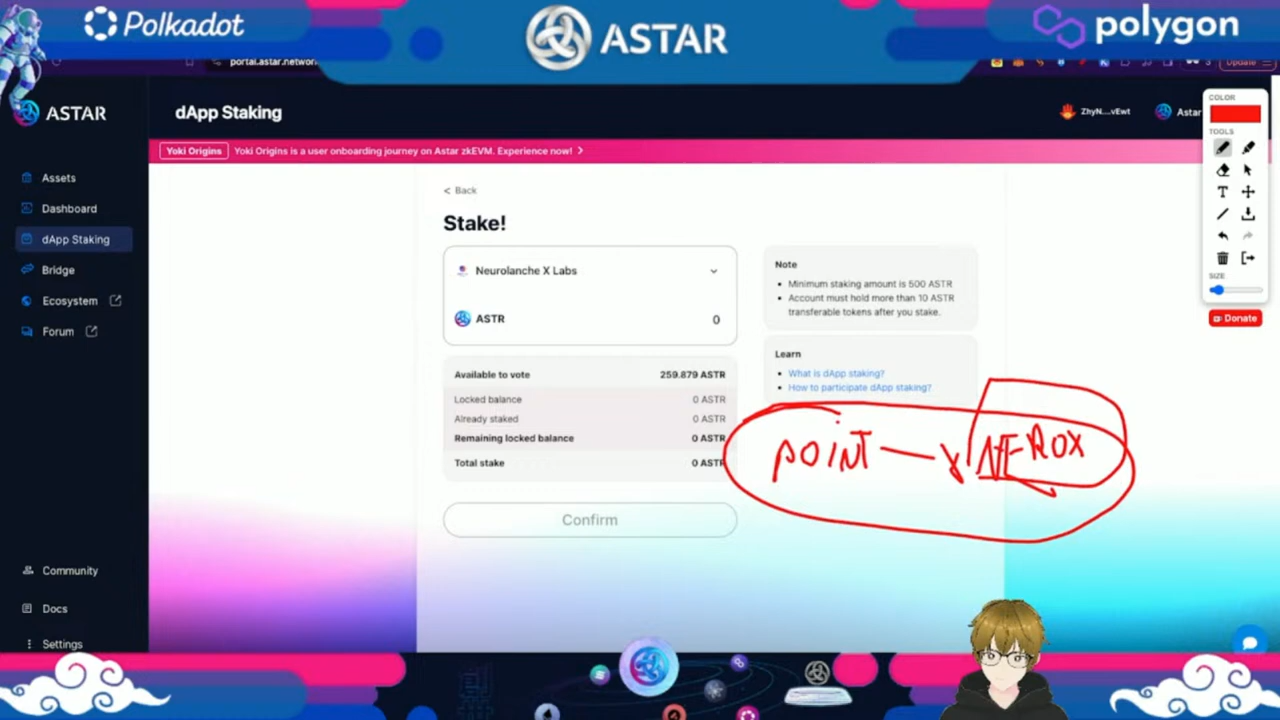 Polkadot
ASTAR
polygon
portal.astar.network
Update
ASTAR
dApp Staking
ZhyN....vEwt
Astar
Yoki Origins
Yoki Origins is a user onboarding journey on Astar zkEVM. Experience now!
Assets
Dashboard
dApp Staking
Bridge
Ecosystem
Forum
Community
Docs
Settings
< Back
Stake!
Neurolanche X Labs
ASTR 0
Available to vote 259.879 ASTR
Locked balance 0 ASTR
Already staked 0 ASTR
Remaining locked balance 0 ASTR
Total stake 0 ASTR
Confirm
Note
• Minimum staking amount is 500 ASTR
• Account must hold more than 10 ASTR
transferable tokens after you stake.
Learn
• What is dApp staking?
• How to participate dApp staking?
POINT
NEROX
COLOR
TOOLS
T
SIZE
Donate